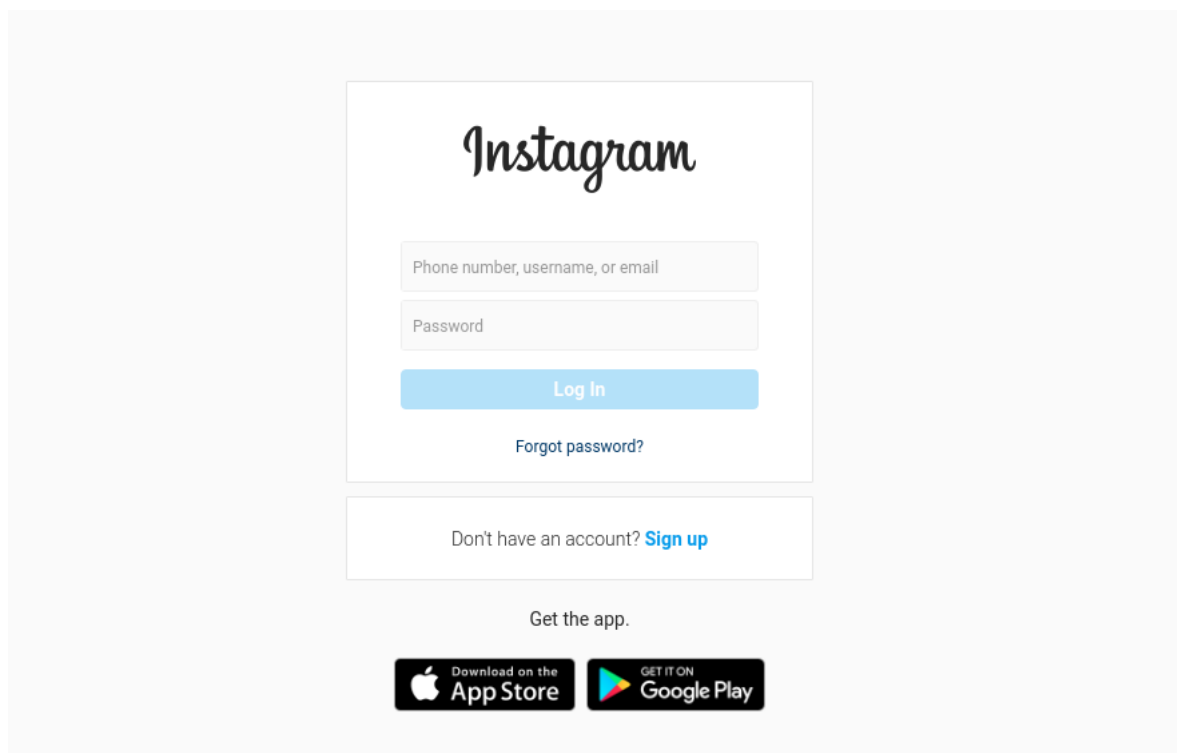 Instagram
Phone number, username, or email
Password
Log In
Forgot password?
Don't have an account? Sign up
Get the app.
Download on the
App Store
GET IT ON
Google Play